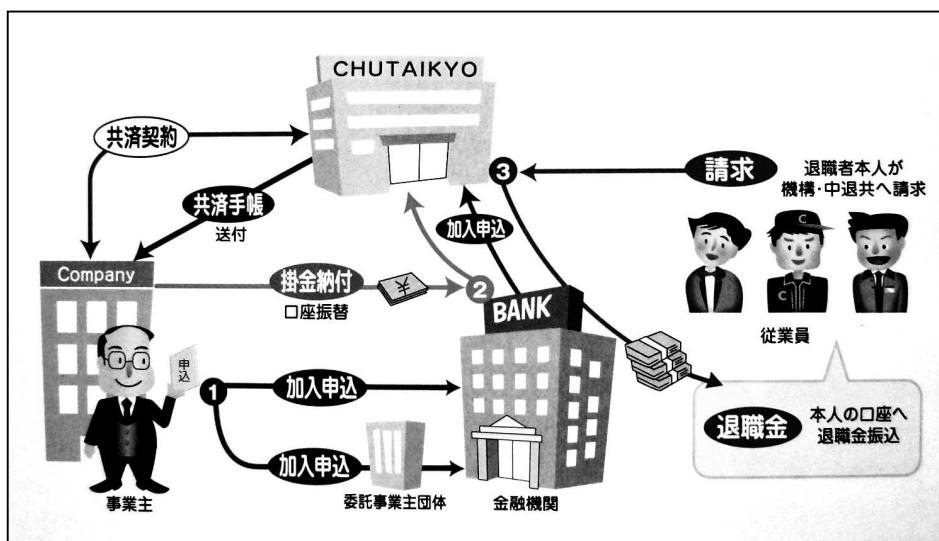 CHUTAIKYO
共済契約
共済手帳
送付
3
請求
退職者本人が
機構・中退共へ請求
加入申込
Company
掛金納付
口座振替
2
BANK
従業員
申込
1
加入申込
加入申込
退職金
本人の口座へ
退職金振込
事業主
委託事業主団体
金融機関
C
C